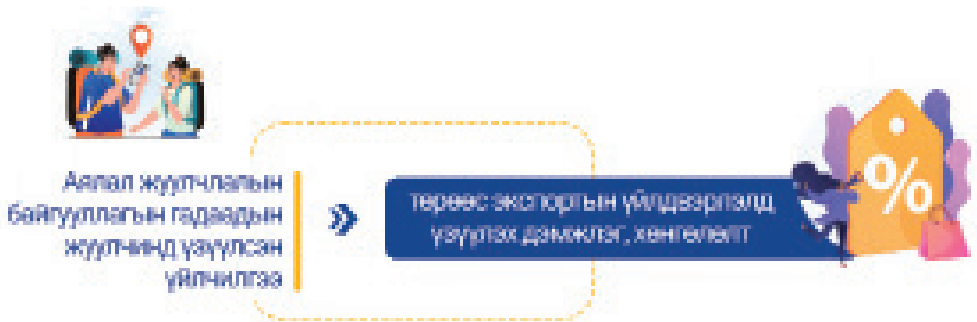 Аялал жуулчлалын
байгууллагын гадаадын
жуулчинд үзүүлсэн
үйлчилгээ
төрөөс экспортын үйлдвэрлэлд
үзүүлэх дэмжлэг, хөнгөлөлт
%